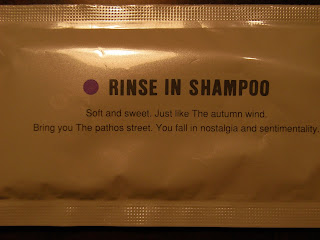 RINSE IN SHAMPOO
Soft and sweet. Just like The autumn wind.
Bring you The pathos street. You fall in nostalgia and sentimentality.